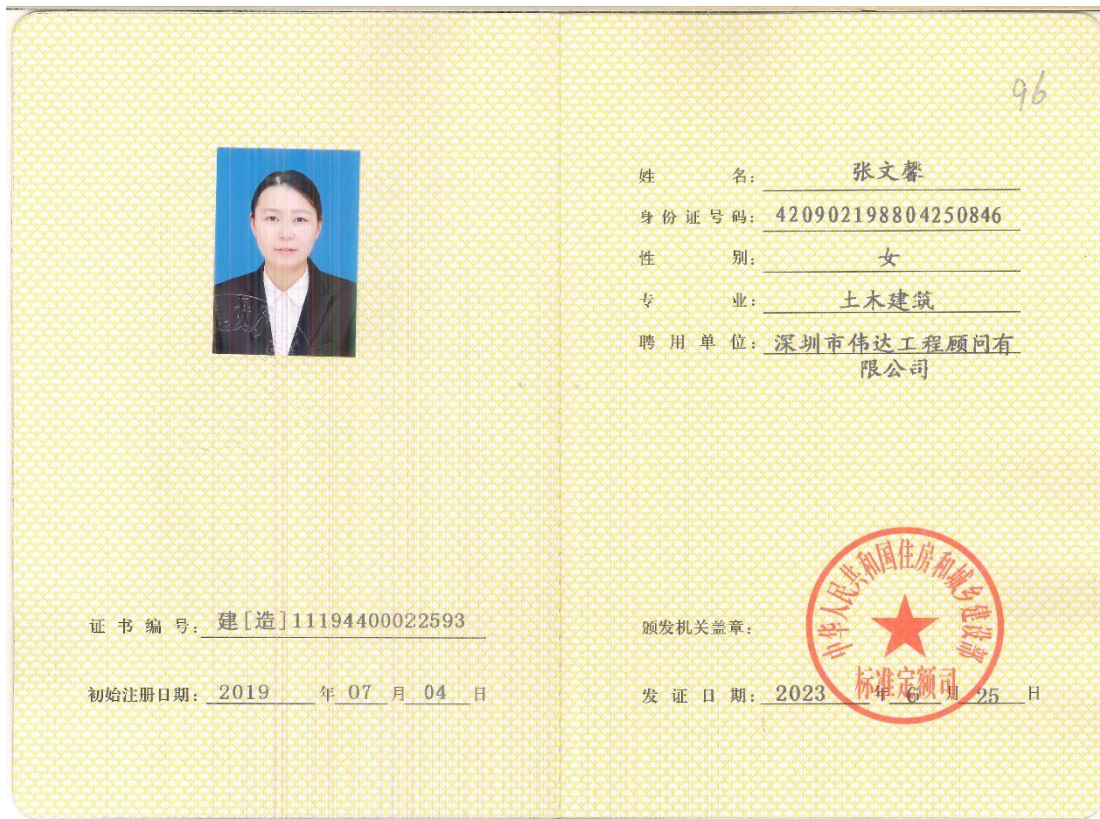 96
姓 名: 张文馨
身份证号码: 420902198804250846
性 别: 女
专 业: 土木建筑
聘用单位: 深圳市伟达工程顾问有
限公司
证书编号: 建[造]11194400022593
初始注册日期: 2019 年 07 月 04 日
颁发机关盖章:
中华人民共和国住房和城乡建设部
标准定额司
发证日期: 2023 年 6 月 25 日